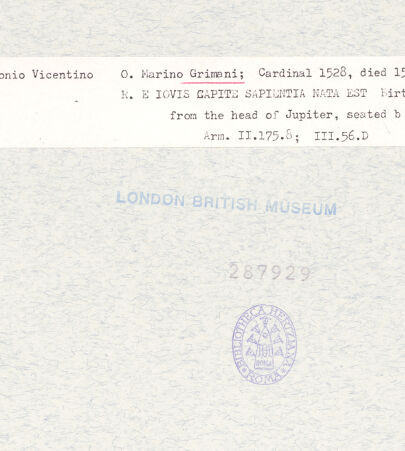 onio Vicentino O. Marino Grimani; Cardinal 1528, died 15
R. E IOVIS CAPITE SAPIENTIA NATA EST Birt
from the head of Jupiter, seated b
Arm. II.175.8; III.56.D
LONDON BRITISH MUSEUM
287929
BIBLIOTHECA HERTZIANA
ROMA